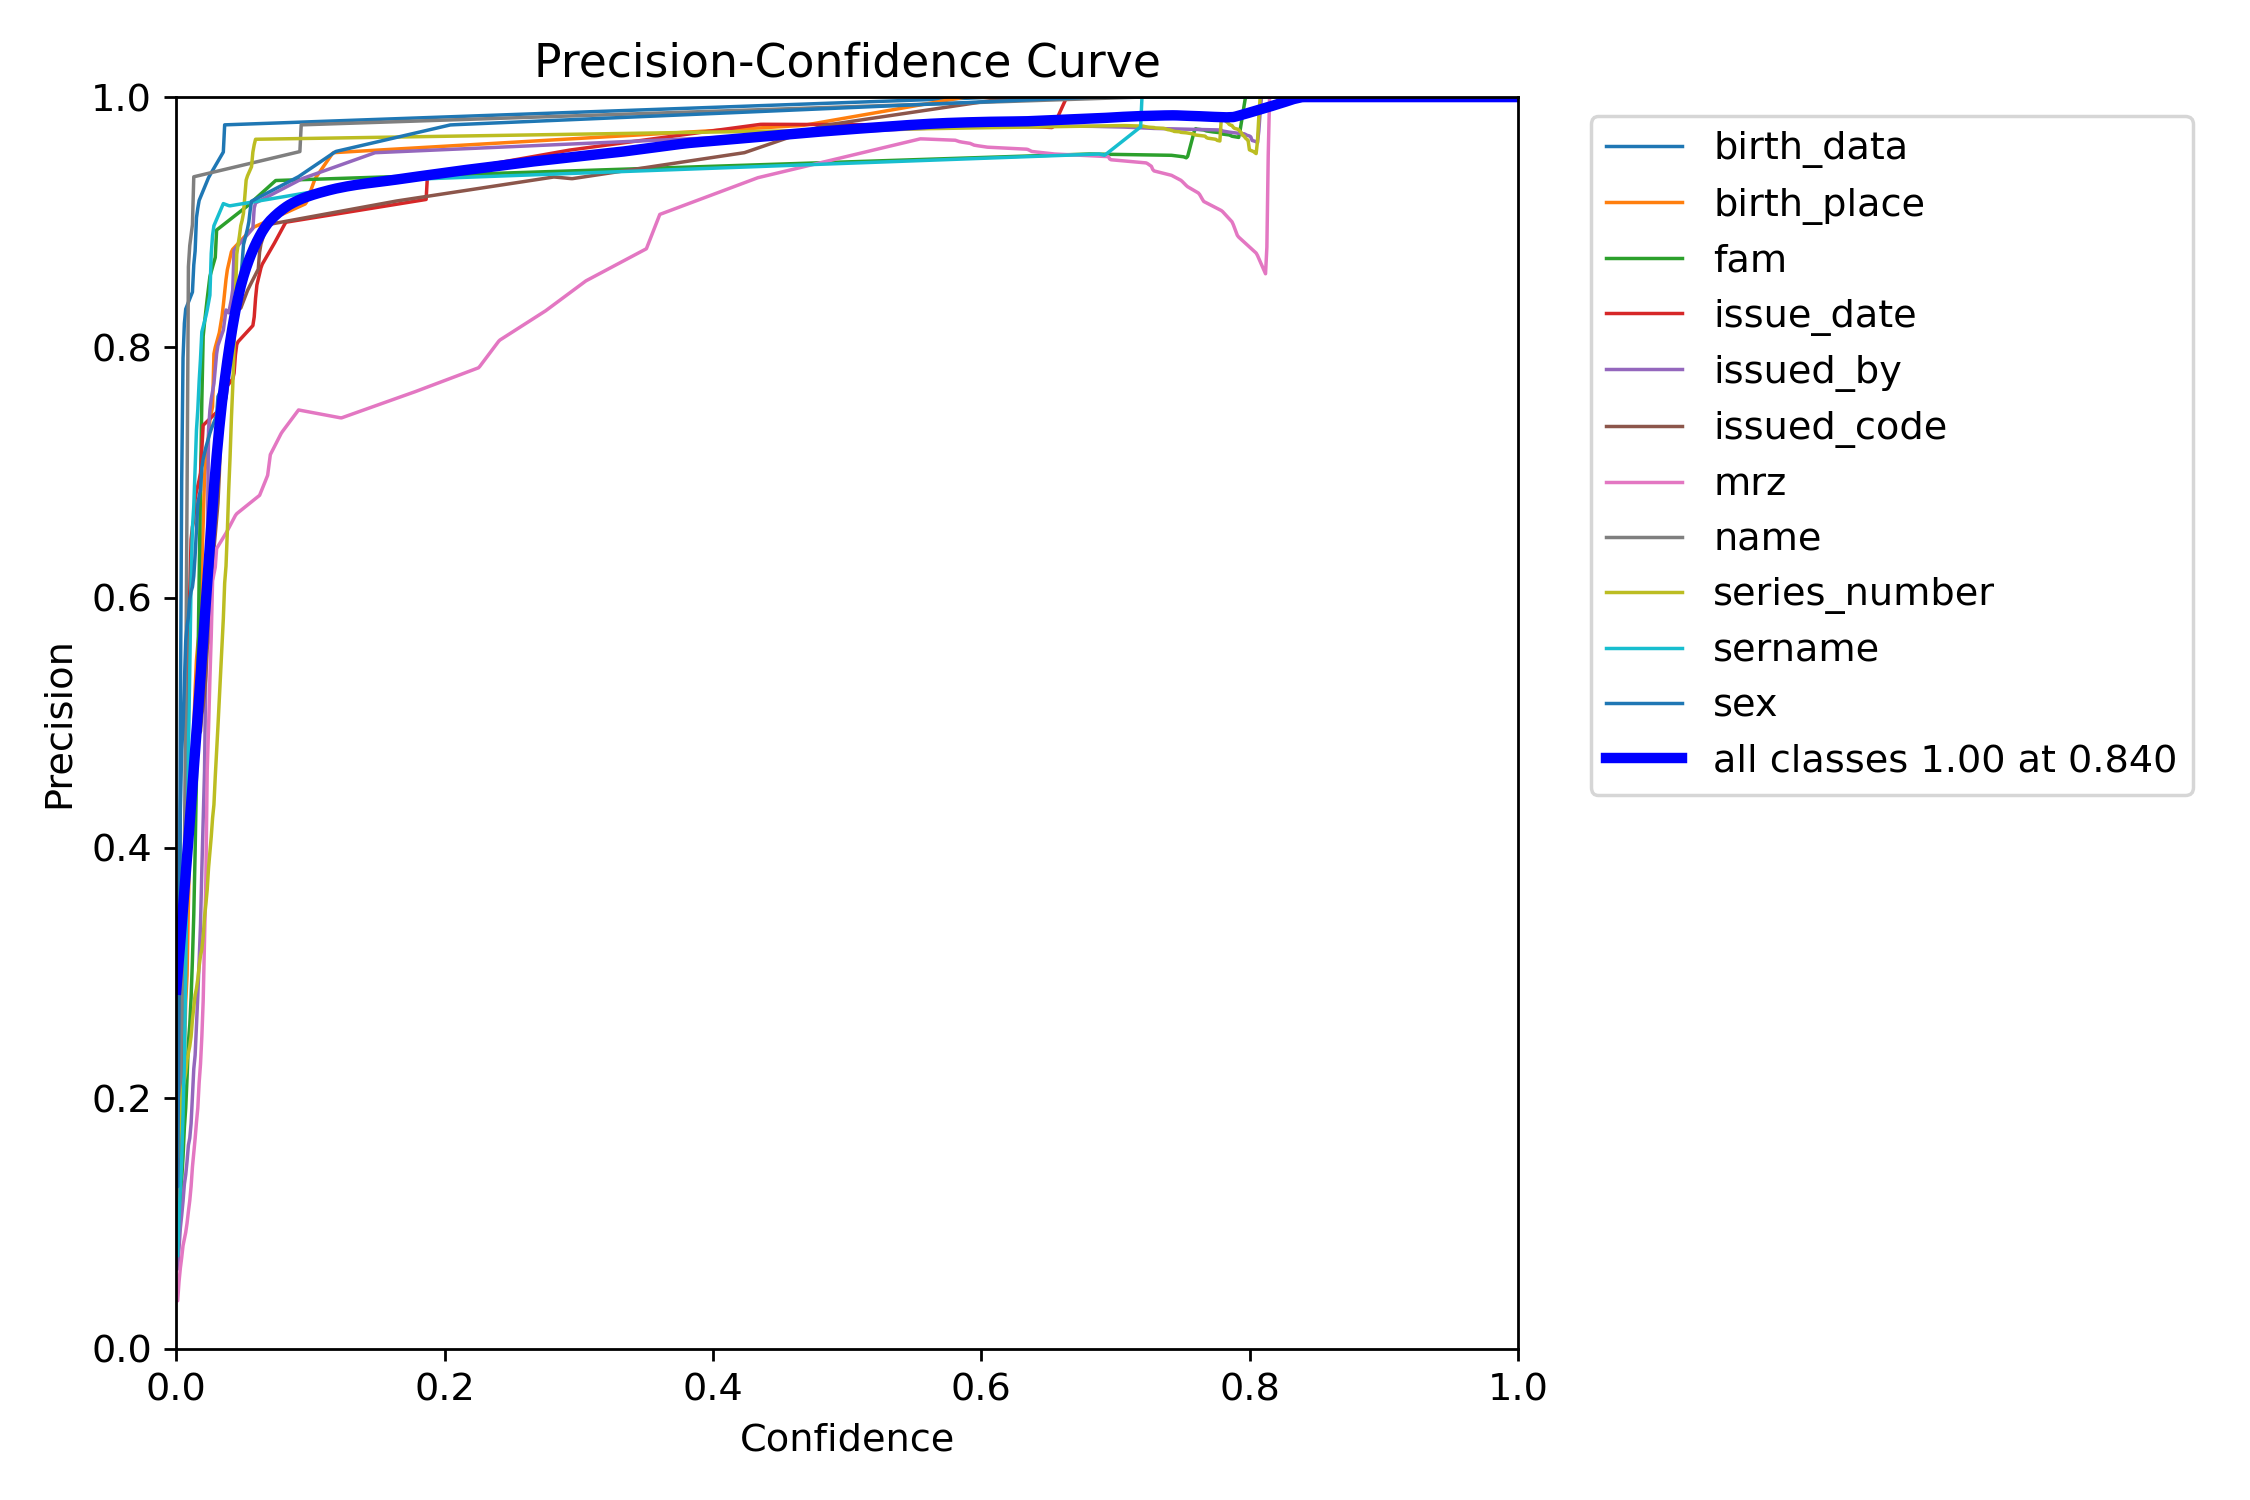 Precision-Confidence Curve
1.0
0.8
0.6
0.4
0.2
0.0
Precision
0.0 0.2 0.4 0.6 0.8 1.0
Confidence
birth_data
birth_place
fam
issue_date
issued_by
issued_code
mrz
name
series_number
sername
sex
all classes 1.00 at 0.840